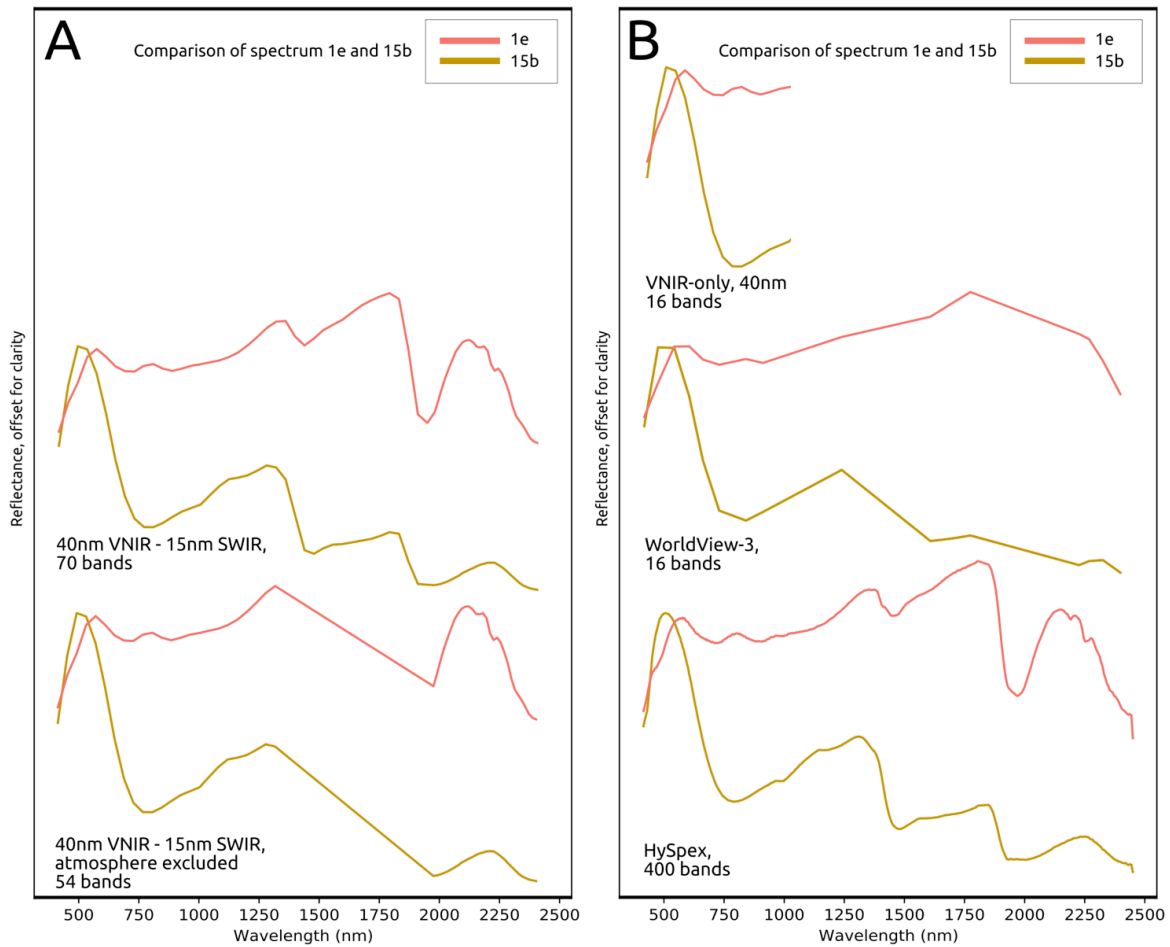 A
Comparison of spectrum 1e and 15b
1e
15b
Reflectance, offset for clarity
40nm VNIR - 15nm SWIR,
70 bands
40nm VNIR - 15nm SWIR,
atmosphere excluded
54 bands
500 750 1000 1250 1500 1750 2000 2250 2500
Wavelength (nm)
B
Comparison of spectrum 1e and 15b
1e
15b
Reflectance, offset for clarity
VNIR-only, 40nm
16 bands
WorldView-3,
16 bands
HySpex,
400 bands
500 750 1000 1250 1500 1750 2000 2250 2500
Wavelength (nm)